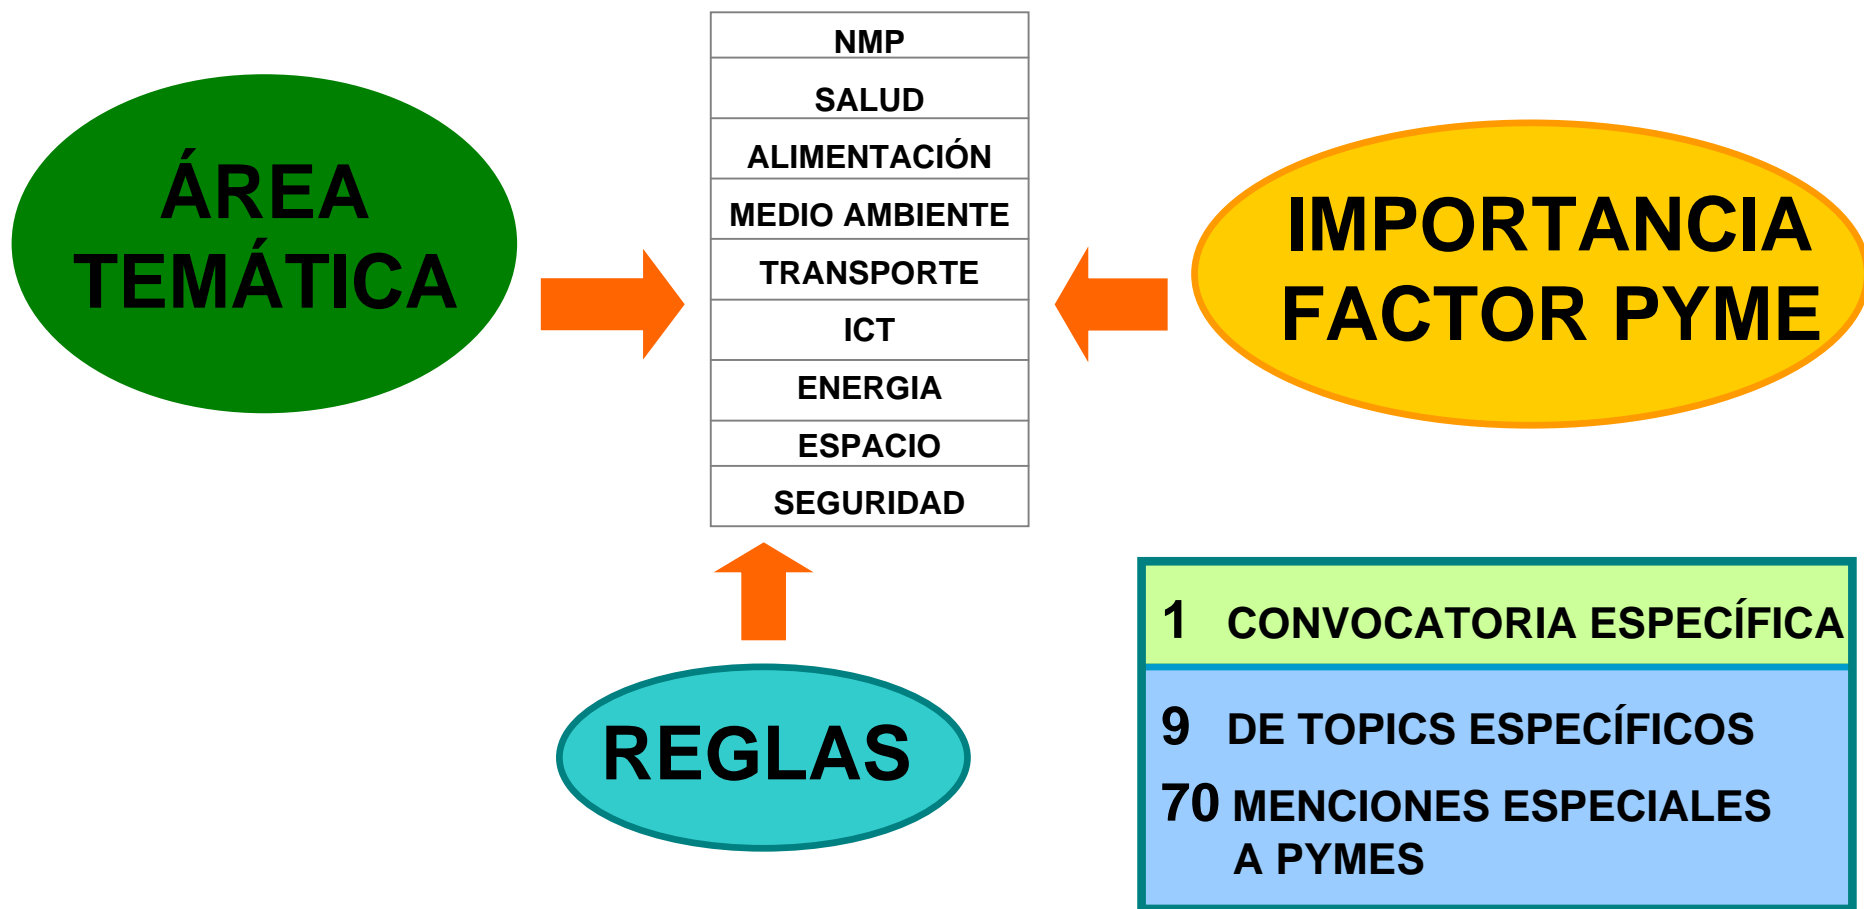 ÁREA
TEMÁTICA
NMP
SALUD
ALIMENTACIÓN
MEDIO AMBIENTE
TRANSPORTE
ICT
ENERGIA
ESPACIO
SEGURIDAD
IMPORTANCIA
FACTOR PYME
REGLAS
1 CONVOCATORIA ESPECÍFICA
9 DE TOPICS ESPECÍFICOS
70 MENCIONES ESPECIALES
A PYMES